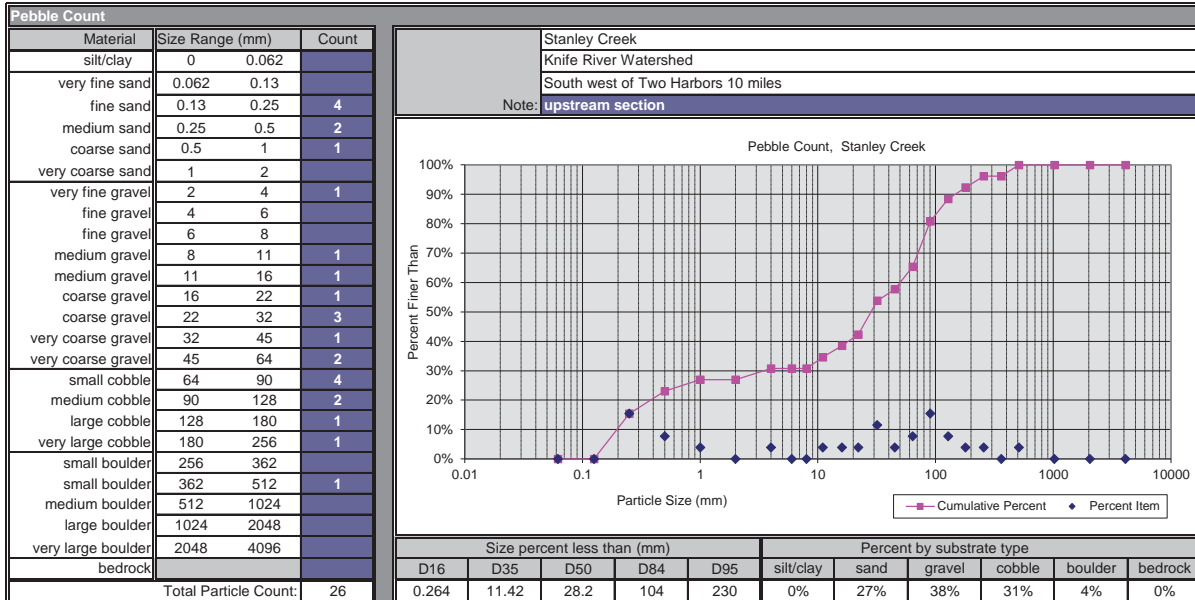 Pebble Count
Material Size Range (mm) Count
silt/clay 0 0.062
very fine sand 0.062 0.13
fine sand 0.13 0.25 4
medium sand 0.25 0.5 2
coarse sand 0.5 1 1
very coarse sand 1 2
very fine gravel 2 4 1
fine gravel 4 6
fine gravel 6 8
medium gravel 8 11 1
medium gravel 11 16 1
coarse gravel 16 22 1
coarse gravel 22 32 3
very coarse gravel 32 45 1
very coarse gravel 45 64 2
small cobble 64 90 4
medium cobble 90 128 2
large cobble 128 180 1
very large cobble 180 256 1
small boulder 256 362
small boulder 362 512 1
medium boulder 512 1024
large boulder 1024 2048
very large boulder 2048 4096
bedrock
Total Particle Count: 26
Stanley Creek
Knife River Watershed
South west of Two Harbors 10 miles
Note: upstream section
Pebble Count, Stanley Creek
Percent Finer Than
100%
90%
80%
70%
60%
50%
40%
30%
20%
10%
0%
0.01 0.1 1 10 100 1000 10000
Particle Size (mm)
Cumulative Percent Percent Item
Size percent less than (mm) Percent by substrate type
D16 D35 D50 D84 D95 silt/clay sand gravel cobble boulder bedrock
0.264 11.42 28.2 104 230 0% 27% 38% 31% 4% 0%